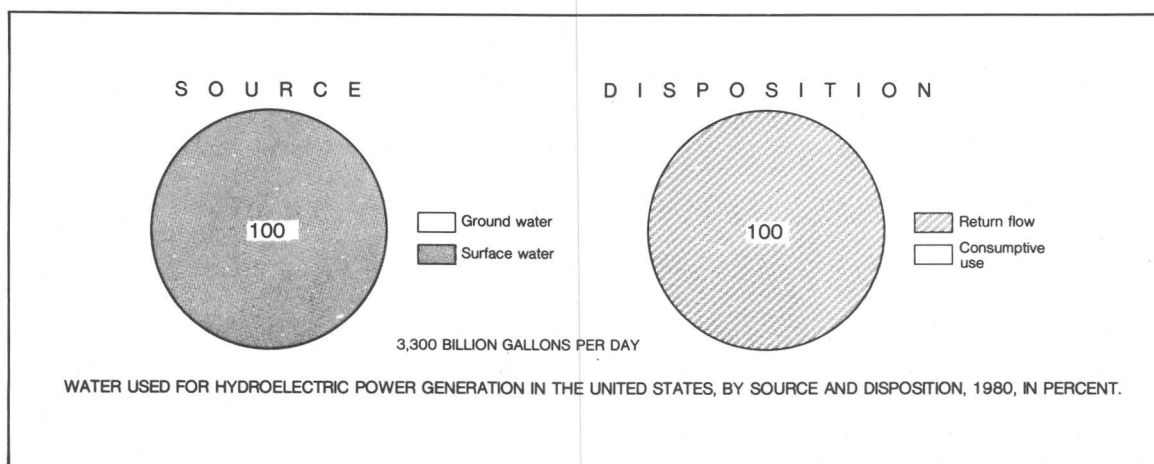 SOURCE
DISPOSITION
100
Ground water
Surface water
100
Return flow
Consumptive
use
3,300 BILLION GALLONS PER DAY
WATER USED FOR HYDROELECTRIC POWER GENERATION IN THE UNITED STATES, BY SOURCE AND DISPOSITION, 1980, IN PERCENT.